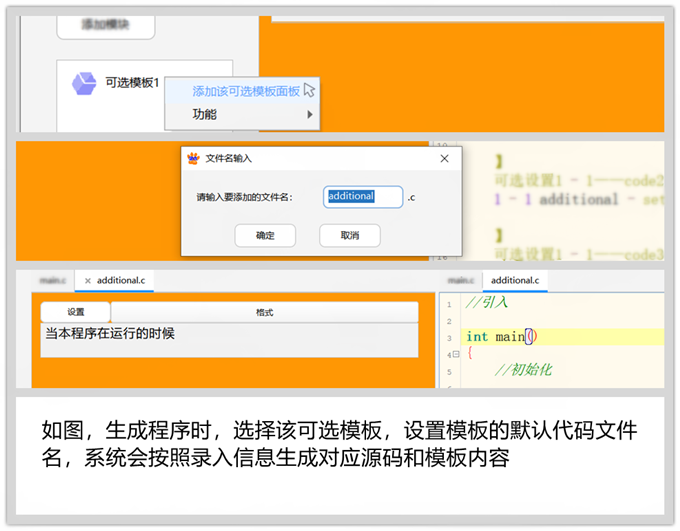 添加模块
可选模板1
添加该可选模板面板
功能
文件名输入
请输入要添加的文件名：
additional
.c
确定
取消
}
可选设置1 - 1——code2
1 - 1 additional - set
}
可选设置1 - 1——code3
main.c
additional.c
设置
格式
当本程序在运行的时候
main.c
additional.c
1 //引入
2
3 int main()
4 {
5 //初始化
6
如图，生成程序时，选择该可选模板，设置模板的默认代码文件
名，系统会按照录入信息生成对应源码和模板内容